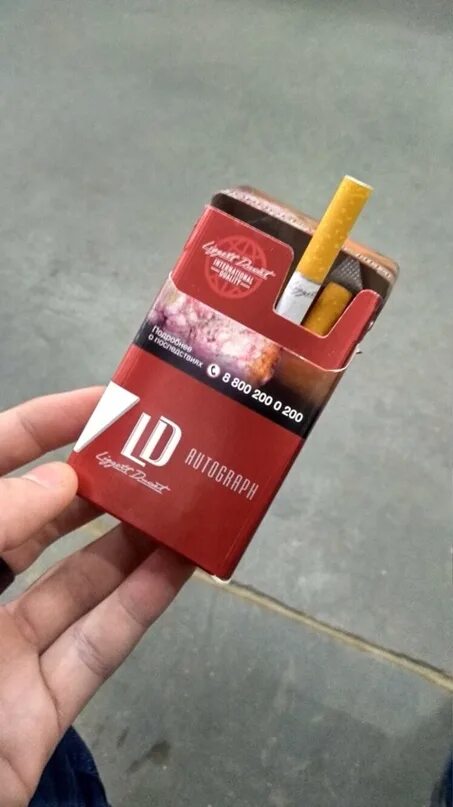 Liggett Ducat
INTERNATIONAL
QUALITY
Подробнее
о последствиях
8 800 200 0 200
LD
AUTOGRAPH
Liggett Ducat